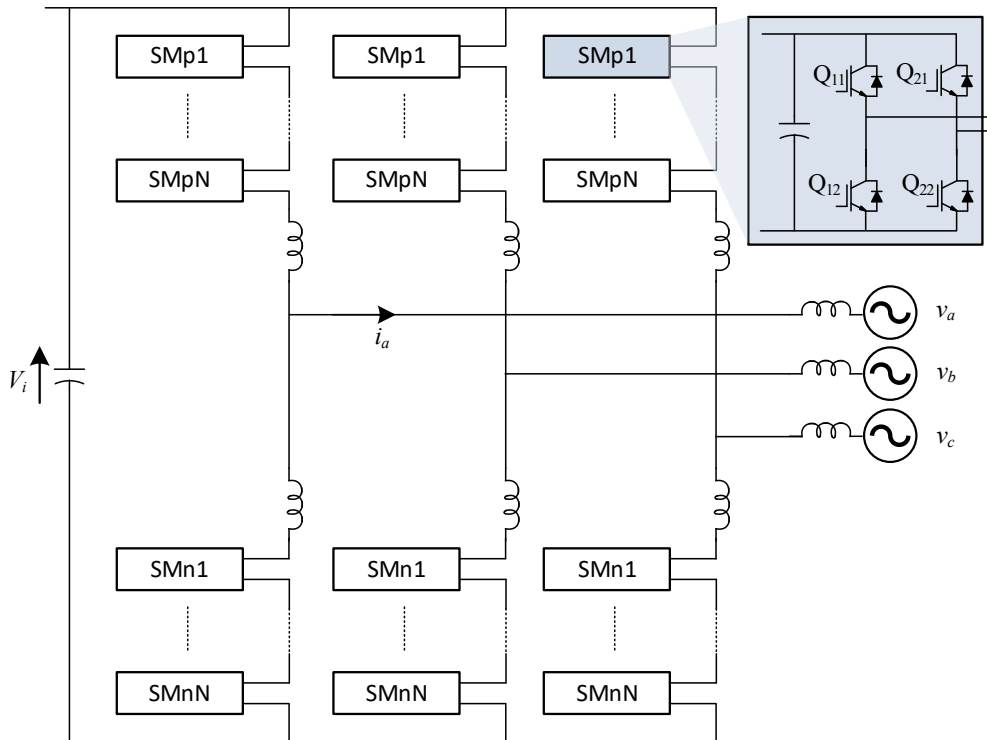 SMp1 SMp1 SMp1
Q11 Q21
SMpN SMpN SMpN
Q12 Q22
va
ia
Vi
vb
vc
SMn1 SMn1 SMn1
SMnN SMnN SMnN